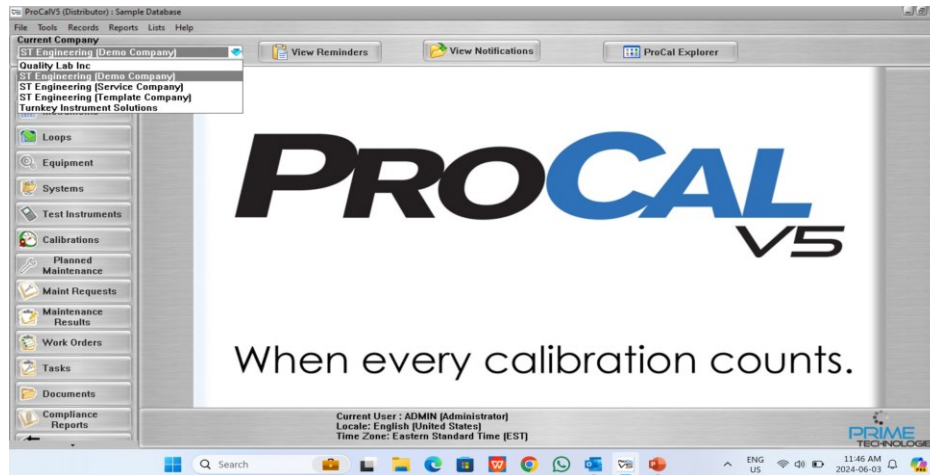 ProCalV5 (Distributor) : Sample Database
File Tools Records Reports Lists Help
Current Company
ST Engineering (Demo Company)
View Reminders
View Notifications
ProCal Explorer
Quality Lab Inc
ST Engineering (Demo Company)
ST Engineering (Service Company)
ST Engineering (Template Company)
Turnkey Instrument Solutions
Loops
Equipment
Systems
Test Instruments
Calibrations
Planned
Maintenance
Maint Requests
Maintenance
Results
Work Orders
Tasks
Documents
Compliance
Reports
PROCAL
V5
When every calibration counts.
Current User : ADMIN (Administrator)
Locale: English (United States)
Time Zone: Eastern Standard Time (EST)
PRIME
TECHNOLOGIE
Search
ENG
US
11:46 AM
2024-06-03